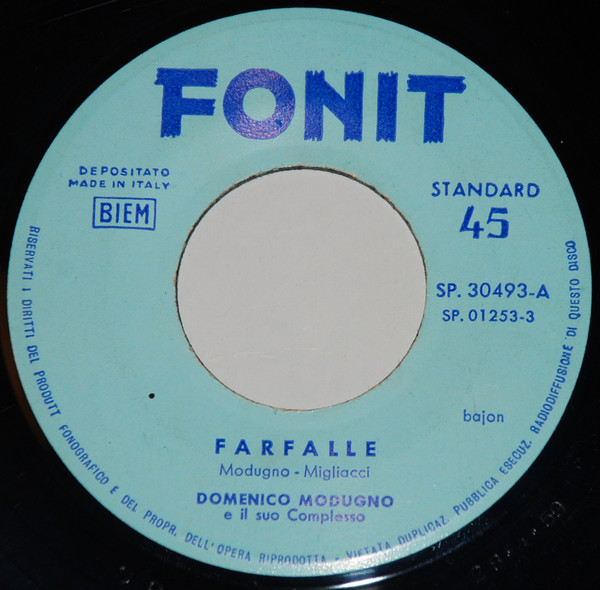 FONIT
DEPOSITATO
MADE IN ITALY
BIEM
STANDARD
45
SP. 30493-A
SP. 01253-3
bajon
FARFALLE
Modugno - Migliacci
DOMENICO MODUGNO
e il suo Complesso
RISERVATI I DIRITTI DEL PRODUTT FONOGRAFICO E DEL PROPR. DELL'OPERA RIPRODOTTA - VIETATA DUPLICAZ. PUBBLICA ESECUZ. RADIODIFFUSIONE DI QUESTO DISCO